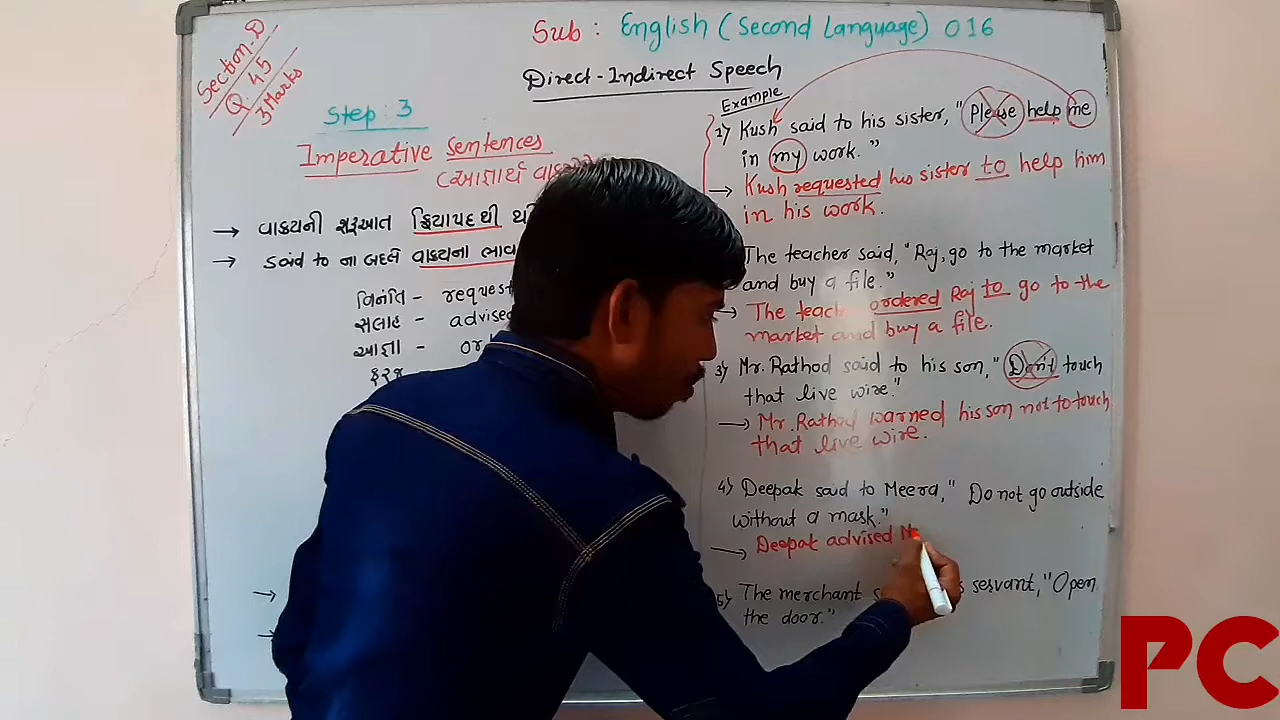 Section. D
Q. 45
3 Marks
Sub : English (Second Language) 016
Direct-Indirect Speech
Step : 3
Imperative Sentences
(આજ્ઞાર્થ
→ વાક્યની શરૂઆત ક્રિયાપદથી
→ said to ના બદલે વાક્યના ભાવ
વિનંતિ - request
સલાહ - advised
આજ્ઞા -
ફરજ
→
→
Example
1) Kush said to his sister, "Please help me
in my work."
→ Kush requested his sister to help him
in his work.
The teacher said, "Raj, go to the market
and buy a file."
→ The ordered Raj to go to the
market and buy a file.
3) Mr. Rathod said to his son, "Don't touch
that live wire."
→ Mr. Rathod warned his son not to touch
that live wire.
4) Deepak said to Meera, "Do not go outside
without a mask."
→ Deepak advised
5) The merchant servant, "Open
the door."
PC